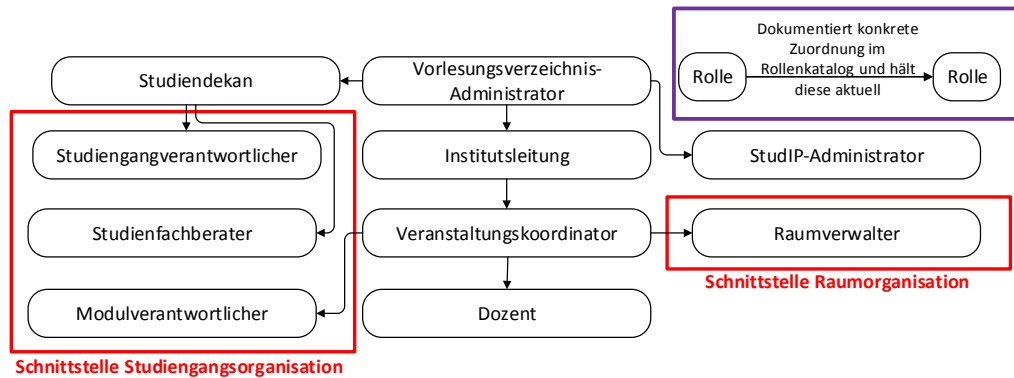 Dokumentiert konkrete
Zuordnung im
Rollenkatalog und hält
diese aktuell
Rolle
Rolle
Studiendekan
Vorlesungsverzeichnis-
Administrator
Studiengangverantwortlicher
Institutsleitung
StudIP-Administrator
Studienfachberater
Veranstaltungskoordinator
Raumverwalter
Schnittstelle Raumorganisation
Modulverantwortlicher
Dozent
Schnittstelle Studiengangsorganisation